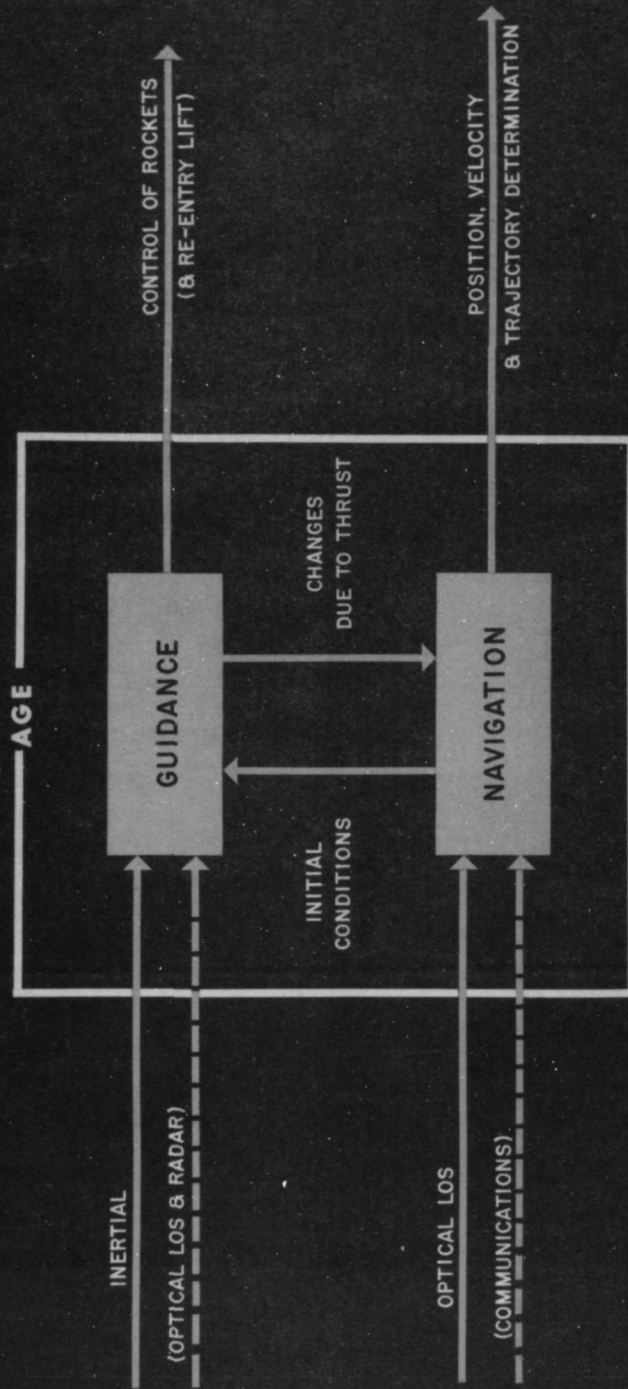 AGE
INERTIAL
(OPTICAL LOS & RADAR)
GUIDANCE
CONTROL OF ROCKETS
(& RE-ENTRY LIFT)
INITIAL
CONDITIONS
CHANGES
DUE TO THRUST
OPTICAL LOS
(COMMUNICATIONS)
NAVIGATION
POSITION, VELOCITY
& TRAJECTORY DETERMINATION